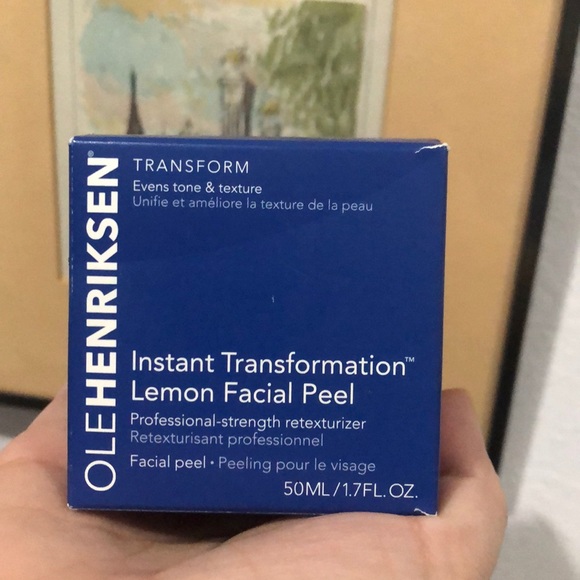 OLEHENRIKSEN®
TRANSFORM
Evens tone & texture
Unifie et améliore la texture de la peau
Instant Transformation™
Lemon Facial Peel
Professional-strength retexturizer
Retexturisant professionnel
Facial peel • Peeling pour le visage
50ML/1.7FL.OZ.